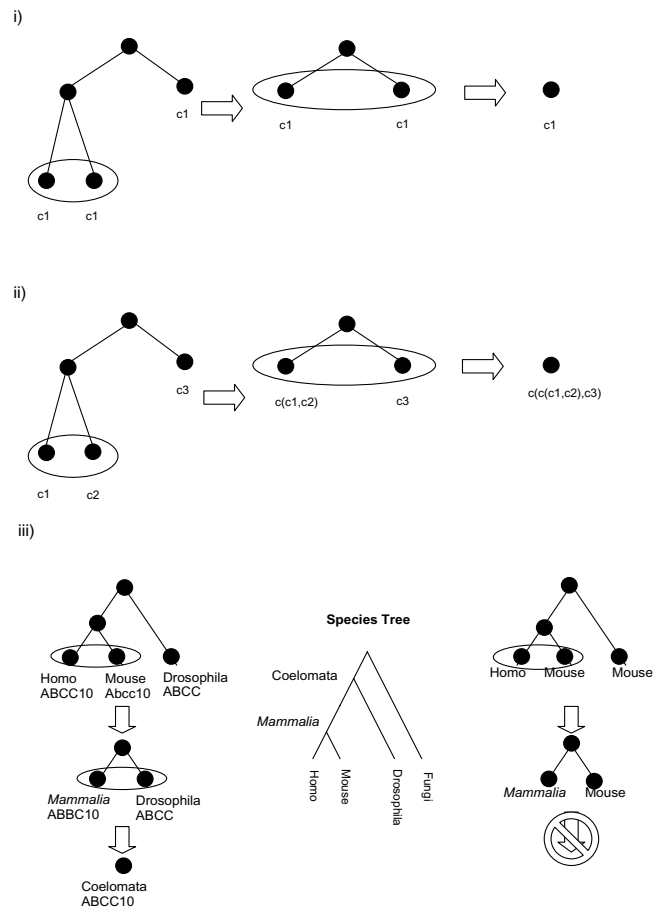 i)
c1
c1 c1
c1
c1 c1
ii)
c3
c(c1,c2) c3
c(c(c1,c2),c3)
c1 c2
iii)
Species Tree
Coelomata
Mammalia
Homo
Mouse
Drosophila
Fungi
Homo
ABCC10
Mouse
Abcc10
Drosophila
ABCC
Mammalia
ABBC10
Drosophila
ABCC
Coelomata
ABCC10
Homo Mouse Mouse
Mammalia Mouse